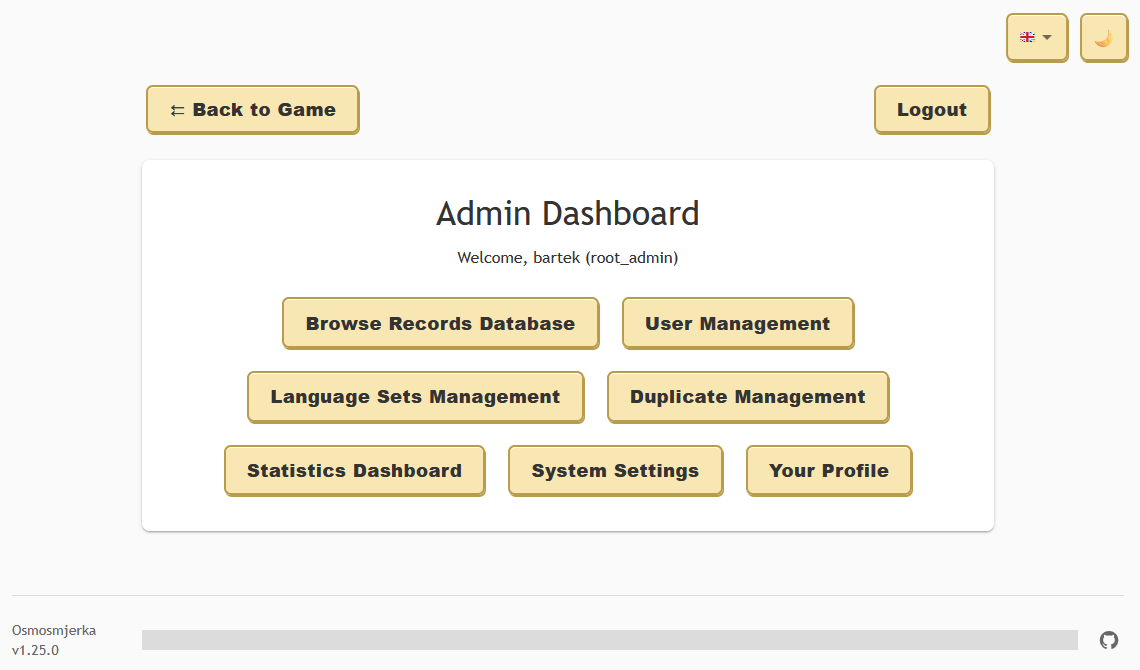 ⇇ Back to Game
Logout
Admin Dashboard
Welcome, bartek (root_admin)
Browse Records Database
User Management
Language Sets Management
Duplicate Management
Statistics Dashboard
System Settings
Your Profile
Osmosmjerka
v1.25.0